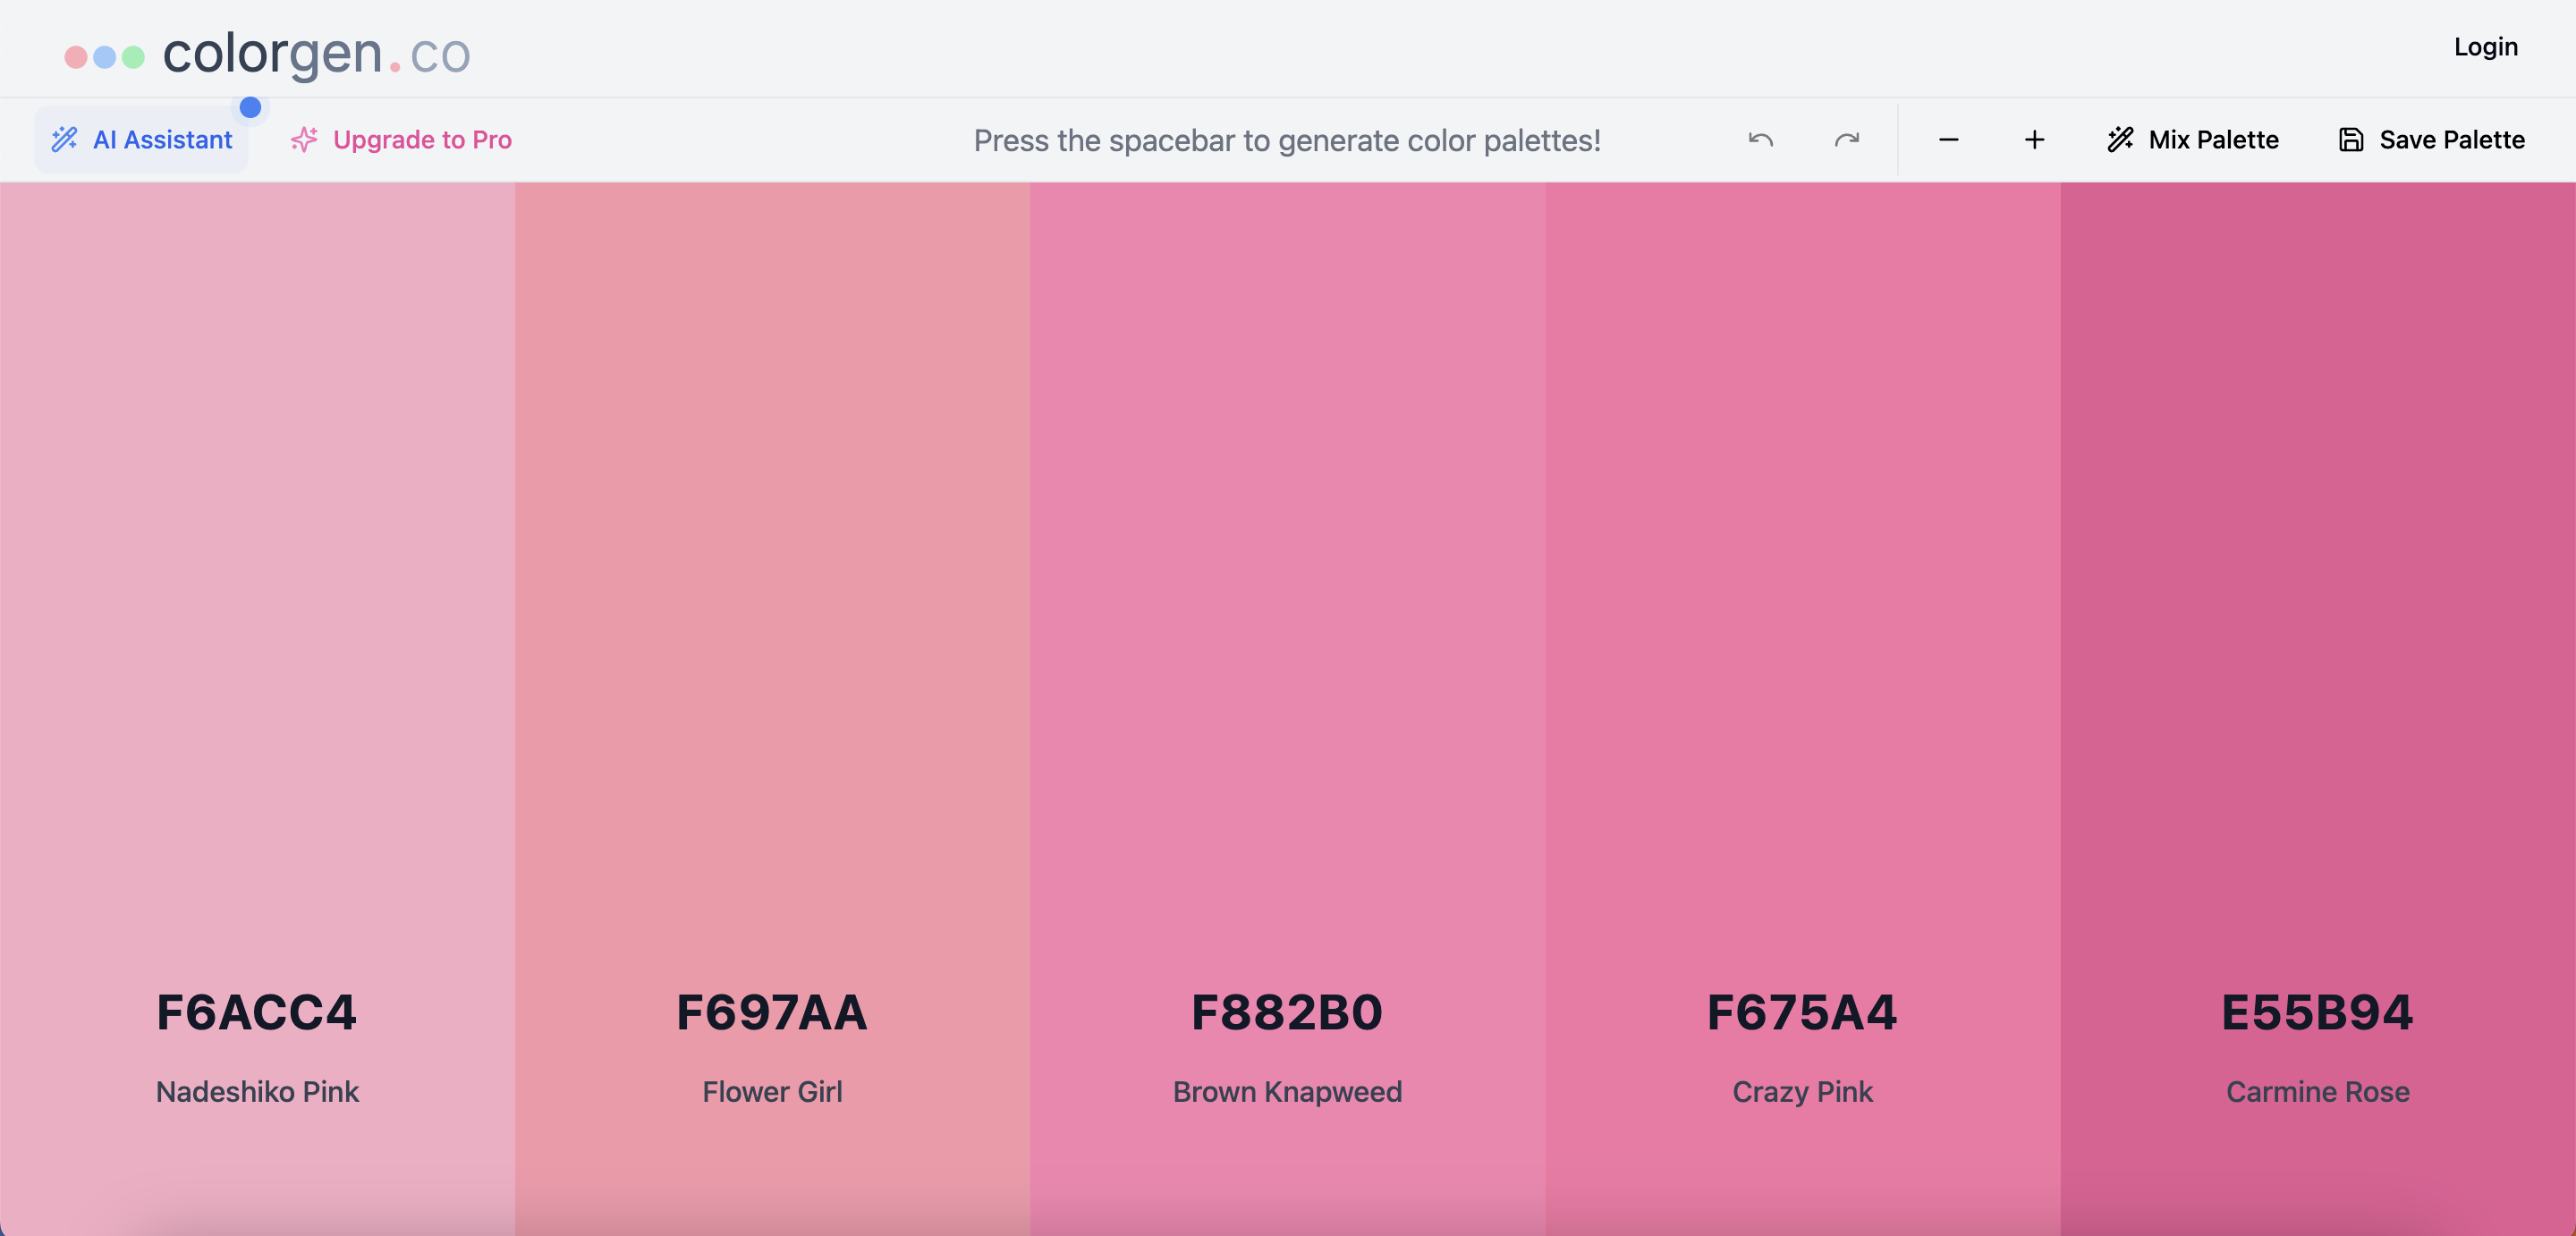 colorgen.co
Login
AI Assistant
Upgrade to Pro
Press the spacebar to generate color palettes!
Mix Palette
Save Palette
F6ACC4
Nadeshiko Pink
F697AA
Flower Girl
F882B0
Brown Knapweed
F675A4
Crazy Pink
E55B94
Carmine Rose